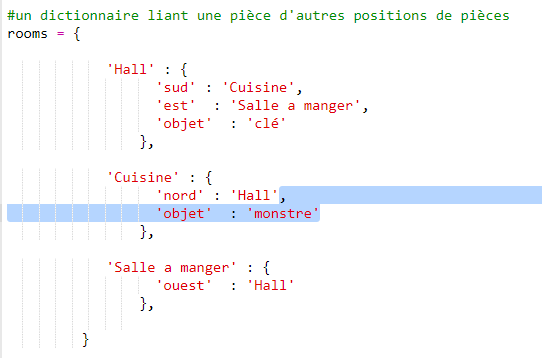 #un dictionnaire liant une pièce d'autres positions de pièces
rooms = {
'Hall' : {
'sud' : 'Cuisine',
'est'  : 'Salle a manger',
'objet'  : 'clé'
},
'Cuisine' : {
'nord' : 'Hall',
'objet'  : 'monstre'
},
'Salle a manger' : {
'ouest'  : 'Hall'
},
}